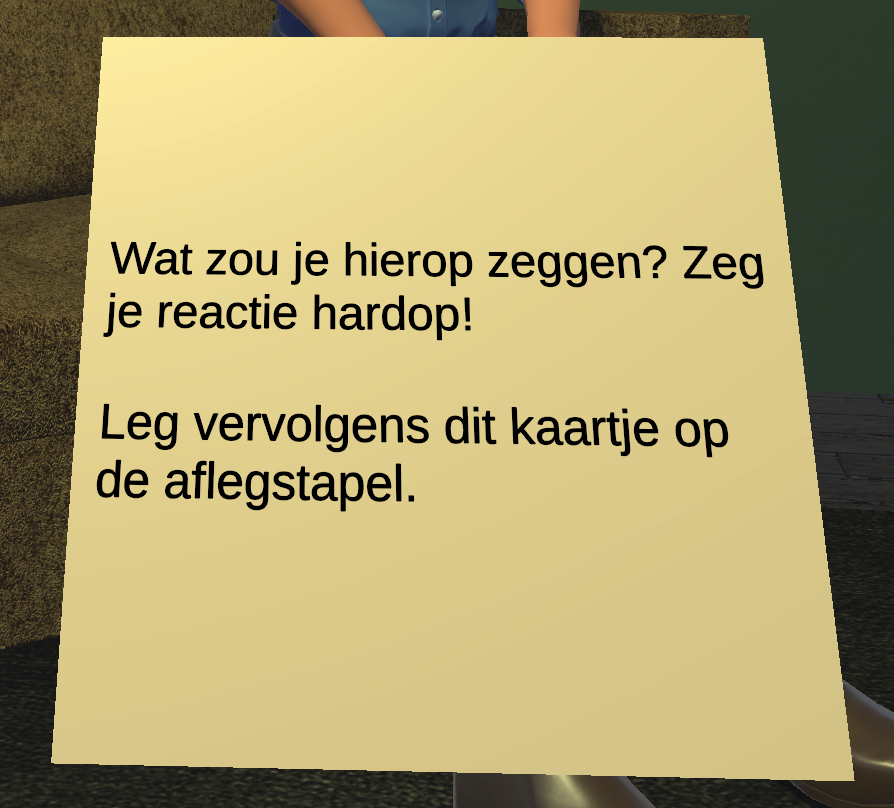 Wat zou je hierop zeggen? Zeg
je reactie hardop!
Leg vervolgens dit kaartje op
de aflegstapel.